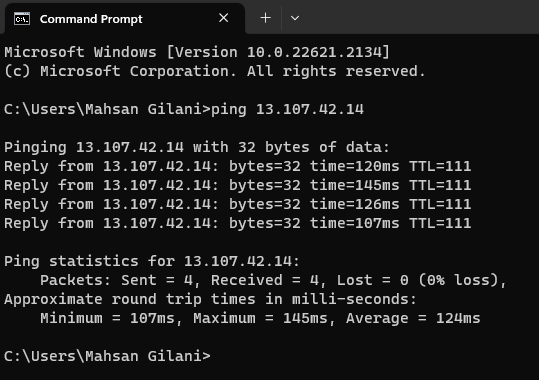 Command Prompt
Microsoft Windows [Version 10.0.22621.2134]
(c) Microsoft Corporation. All rights reserved.
C:\Users\Mahsan Gilani>ping 13.107.42.14
Pinging 13.107.42.14 with 32 bytes of data:
Reply from 13.107.42.14: bytes=32 time=120ms TTL=111
Reply from 13.107.42.14: bytes=32 time=145ms TTL=111
Reply from 13.107.42.14: bytes=32 time=126ms TTL=111
Reply from 13.107.42.14: bytes=32 time=107ms TTL=111
Ping statistics for 13.107.42.14:
    Packets: Sent = 4, Received = 4, Lost = 0 (0% loss),
Approximate round trip times in milli-seconds:
    Minimum = 107ms, Maximum = 145ms, Average = 124ms
C:\Users\Mahsan Gilani>